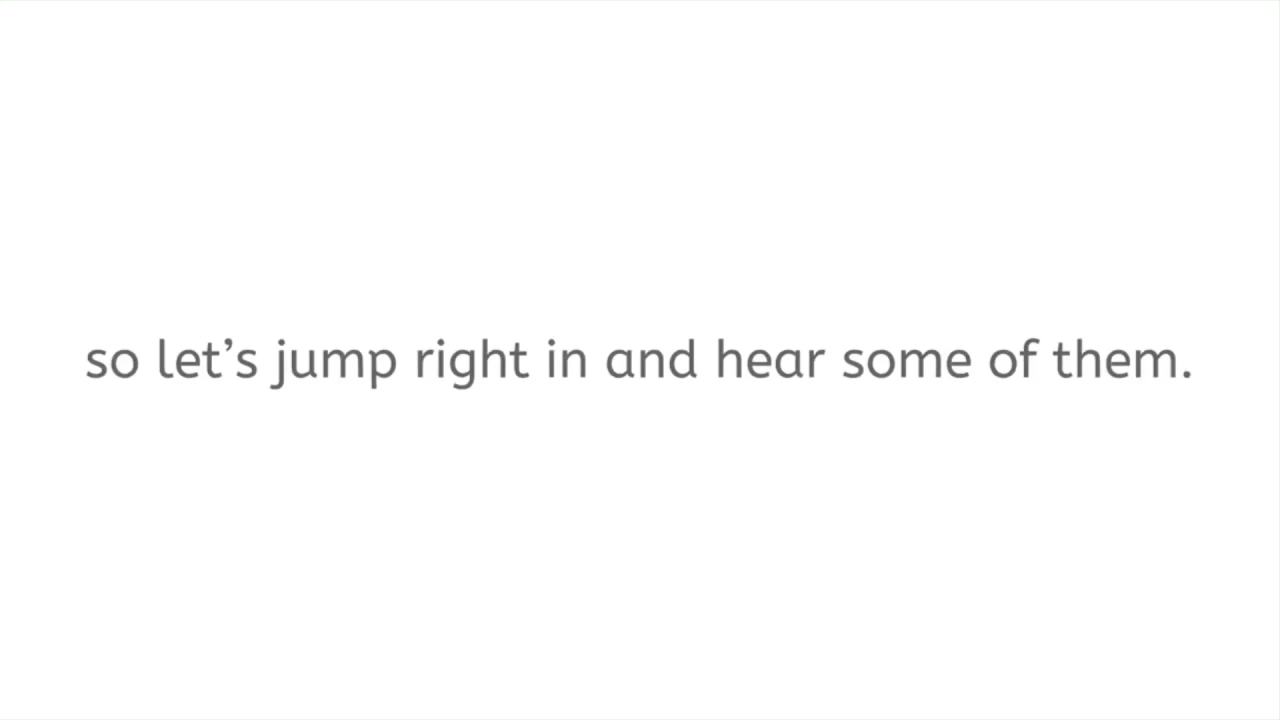 so let’s jump right in and hear some of them.